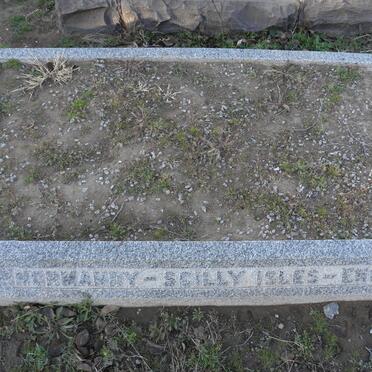 NORMANDY – SCILLY ISLES –